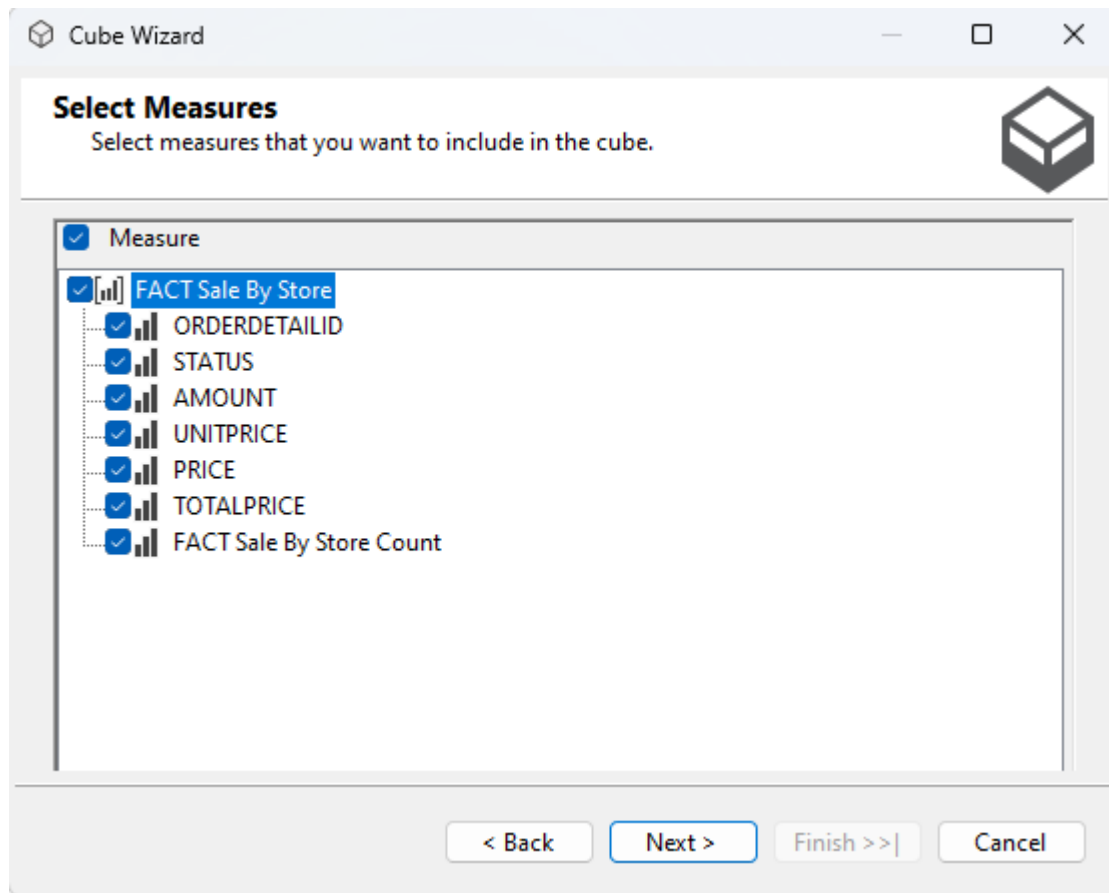 Cube Wizard
Select Measures
Select measures that you want to include in the cube.
Measure
FACT Sale By Store
ORDERDETAILID
STATUS
AMOUNT
UNITPRICE
PRICE
TOTALPRICE
FACT Sale By Store Count
< Back Next > Finish >>| Cancel